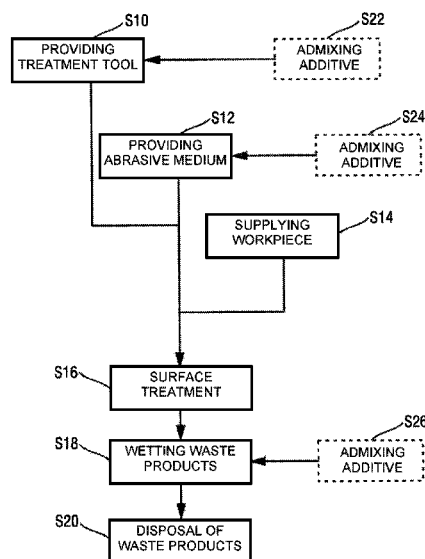 S10
PROVIDING
TREATMENT TOOL
S22
ADMIXING
ADDITIVE
S12
PROVIDING
ABRASIVE MEDIUM
S24
ADMIXING
ADDITIVE
S14
SUPPLYING
WORKPIECE
S16
SURFACE
TREATMENT
S18
WETTING WASTE
PRODUCTS
S26
ADMIXING
ADDITIVE
S20
DISPOSAL OF
WASTE PRODUCTS